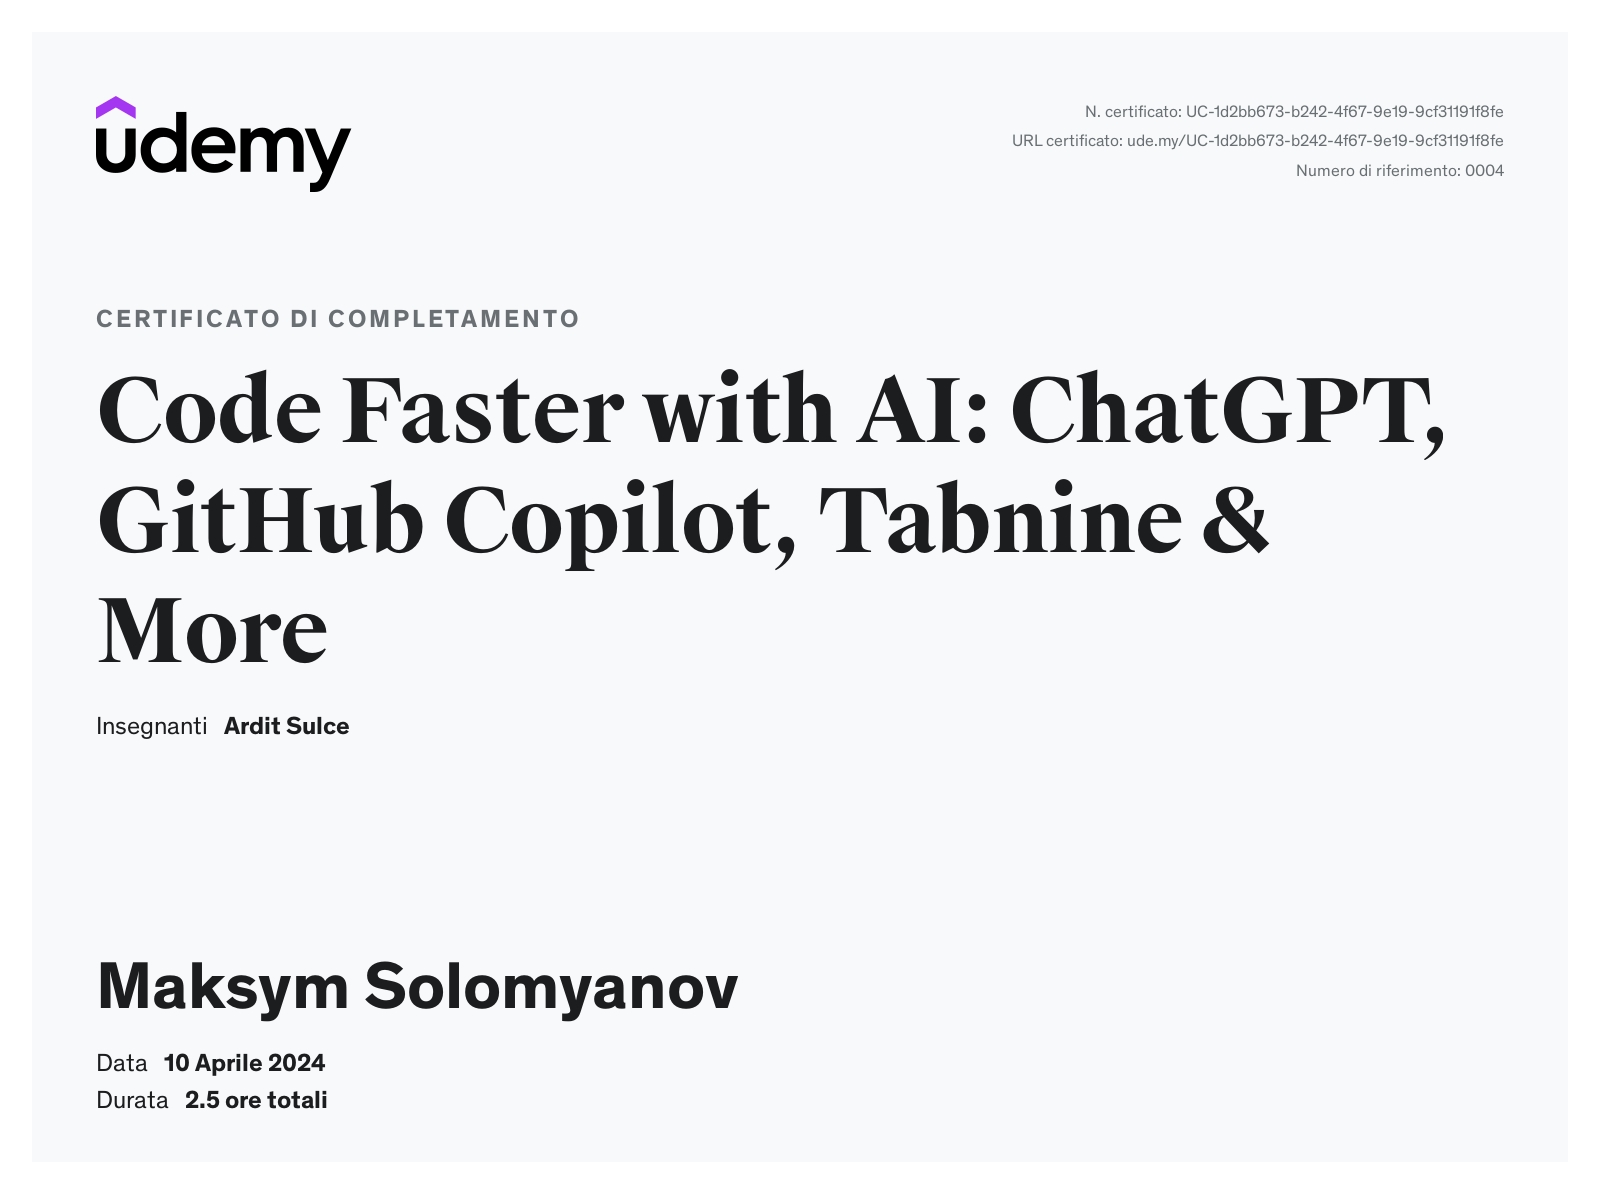 udemy
N. certificato: UC-1d2bb673-b242-4f67-9e19-9cf31191f8fe
URL certificato: ude.my/UC-1d2bb673-b242-4f67-9e19-9cf31191f8fe
Numero di riferimento: 0004
CERTIFICATO DI COMPLETAMENTO
Code Faster with AI: ChatGPT,
GitHub Copilot, Tabnine &
More
Insegnanti Ardit Sulce
Maksym Solomyanov
Data 10 Aprile 2024
Durata 2.5 ore totali